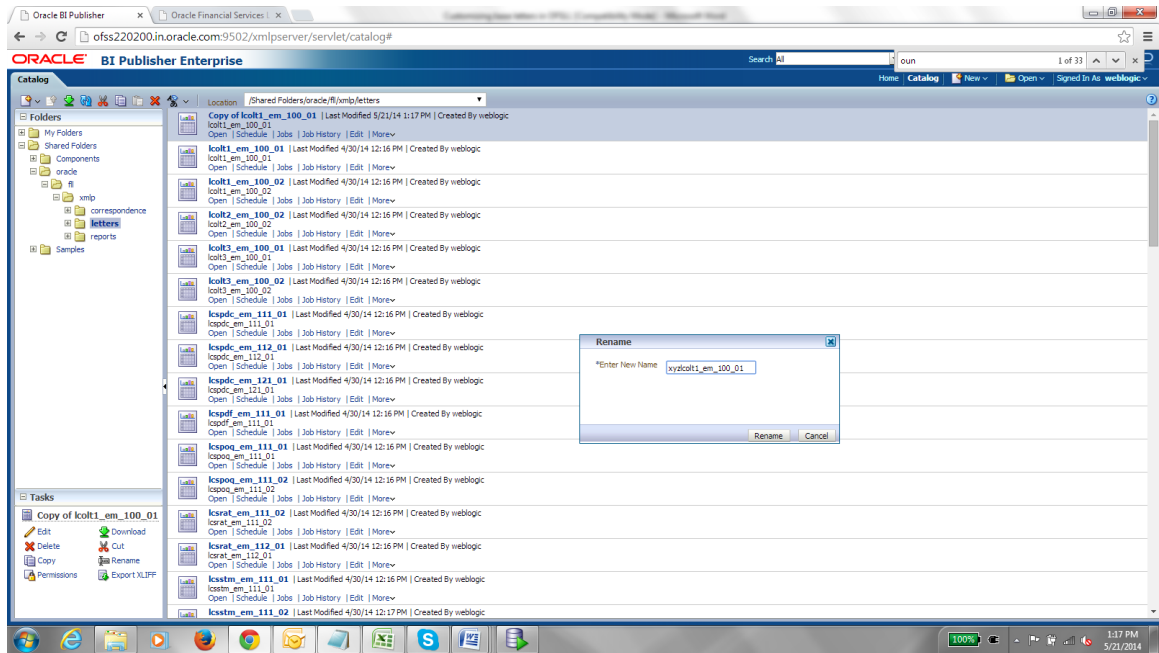 Oracle BI Publisher × Oracle Financial Services L ×
Customizing base letters in OFSLL [Compatibility Mode] - Microsoft Word
ofss220200.in.oracle.com:9502/xmlpserver/servlet/catalog#
ORACLE BI Publisher Enterprise
Search All
oun 1 of 33
Catalog
Home Catalog New Open Signed In As weblogic
Location /Shared Folders/oracle/fll/xmlp/letters
Folders
My Folders
Shared Folders
Components
oracle
fll
xmlp
correspondence
letters
reports
Samples
Copy of lcolt1_em_100_01 | Last Modified 5/21/14 1:17 PM | Created By weblogic
lcolt1_em_100_01
Open | Schedule | Jobs | Job History | Edit | More
lcolt1_em_100_01 | Last Modified 4/30/14 12:16 PM | Created By weblogic
lcolt1_em_100_01
Open | Schedule | Jobs | Job History | Edit | More
lcolt1_em_100_02 | Last Modified 4/30/14 12:16 PM | Created By weblogic
lcolt1_em_100_02
Open | Schedule | Jobs | Job History | Edit | More
lcolt2_em_100_02 | Last Modified 4/30/14 12:16 PM | Created By weblogic
lcolt2_em_100_02
Open | Schedule | Jobs | Job History | Edit | More
lcolt3_em_100_01 | Last Modified 4/30/14 12:16 PM | Created By weblogic
lcolt3_em_100_01
Open | Schedule | Jobs | Job History | Edit | More
lcolt3_em_100_02 | Last Modified 4/30/14 12:16 PM | Created By weblogic
lcolt3_em_100_02
Open | Schedule | Jobs | Job History | Edit | More
lcspdc_em_111_01 | Last Modified 4/30/14 12:16 PM | Created By weblogic
lcspdc_em_111_01
Open | Schedule | Jobs | Job History | Edit | More
lcspdc_em_112_01 | Last Modified 4/30/14 12:16 PM | Created By weblogic
lcspdc_em_112_01
Open | Schedule | Jobs | Job History | Edit | More
lcspdc_em_121_01 | Last Modified 4/30/14 12:16 PM | Created By weblogic
lcspdc_em_121_01
Open | Schedule | Jobs | Job History | Edit | More
lcspdf_em_111_01 | Last Modified 4/30/14 12:16 PM | Created By weblogic
lcspdf_em_111_01
Open | Schedule | Jobs | Job History | Edit | More
lcspoq_em_111_01 | Last Modified 4/30/14 12:16 PM | Created By weblogic
lcspoq_em_111_01
Open | Schedule | Jobs | Job History | Edit | More
lcspoq_em_111_02 | Last Modified 4/30/14 12:16 PM | Created By weblogic
lcspoq_em_111_02
Open | Schedule | Jobs | Job History | Edit | More
lcsrat_em_111_02 | Last Modified 4/30/14 12:16 PM | Created By weblogic
lcsrat_em_111_02
Open | Schedule | Jobs | Job History | Edit | More
lcsrat_em_112_01 | Last Modified 4/30/14 12:16 PM | Created By weblogic
lcsrat_em_112_01
Open | Schedule | Jobs | Job History | Edit | More
lcsstm_em_111_01 | Last Modified 4/30/14 12:16 PM | Created By weblogic
lcsstm_em_111_01
Open | Schedule | Jobs | Job History | Edit | More
lcsstm_em_111_02 | Last Modified 4/30/14 12:17 PM | Created By weblogic
Rename
*Enter New Name xyzlcolt1_em_100_01
Rename Cancel
Tasks
Copy of lcolt1_em_100_01
Edit Download
Delete Cut
Copy Rename
Permissions Export XLIFF
100%
1:17 PM
5/21/2014